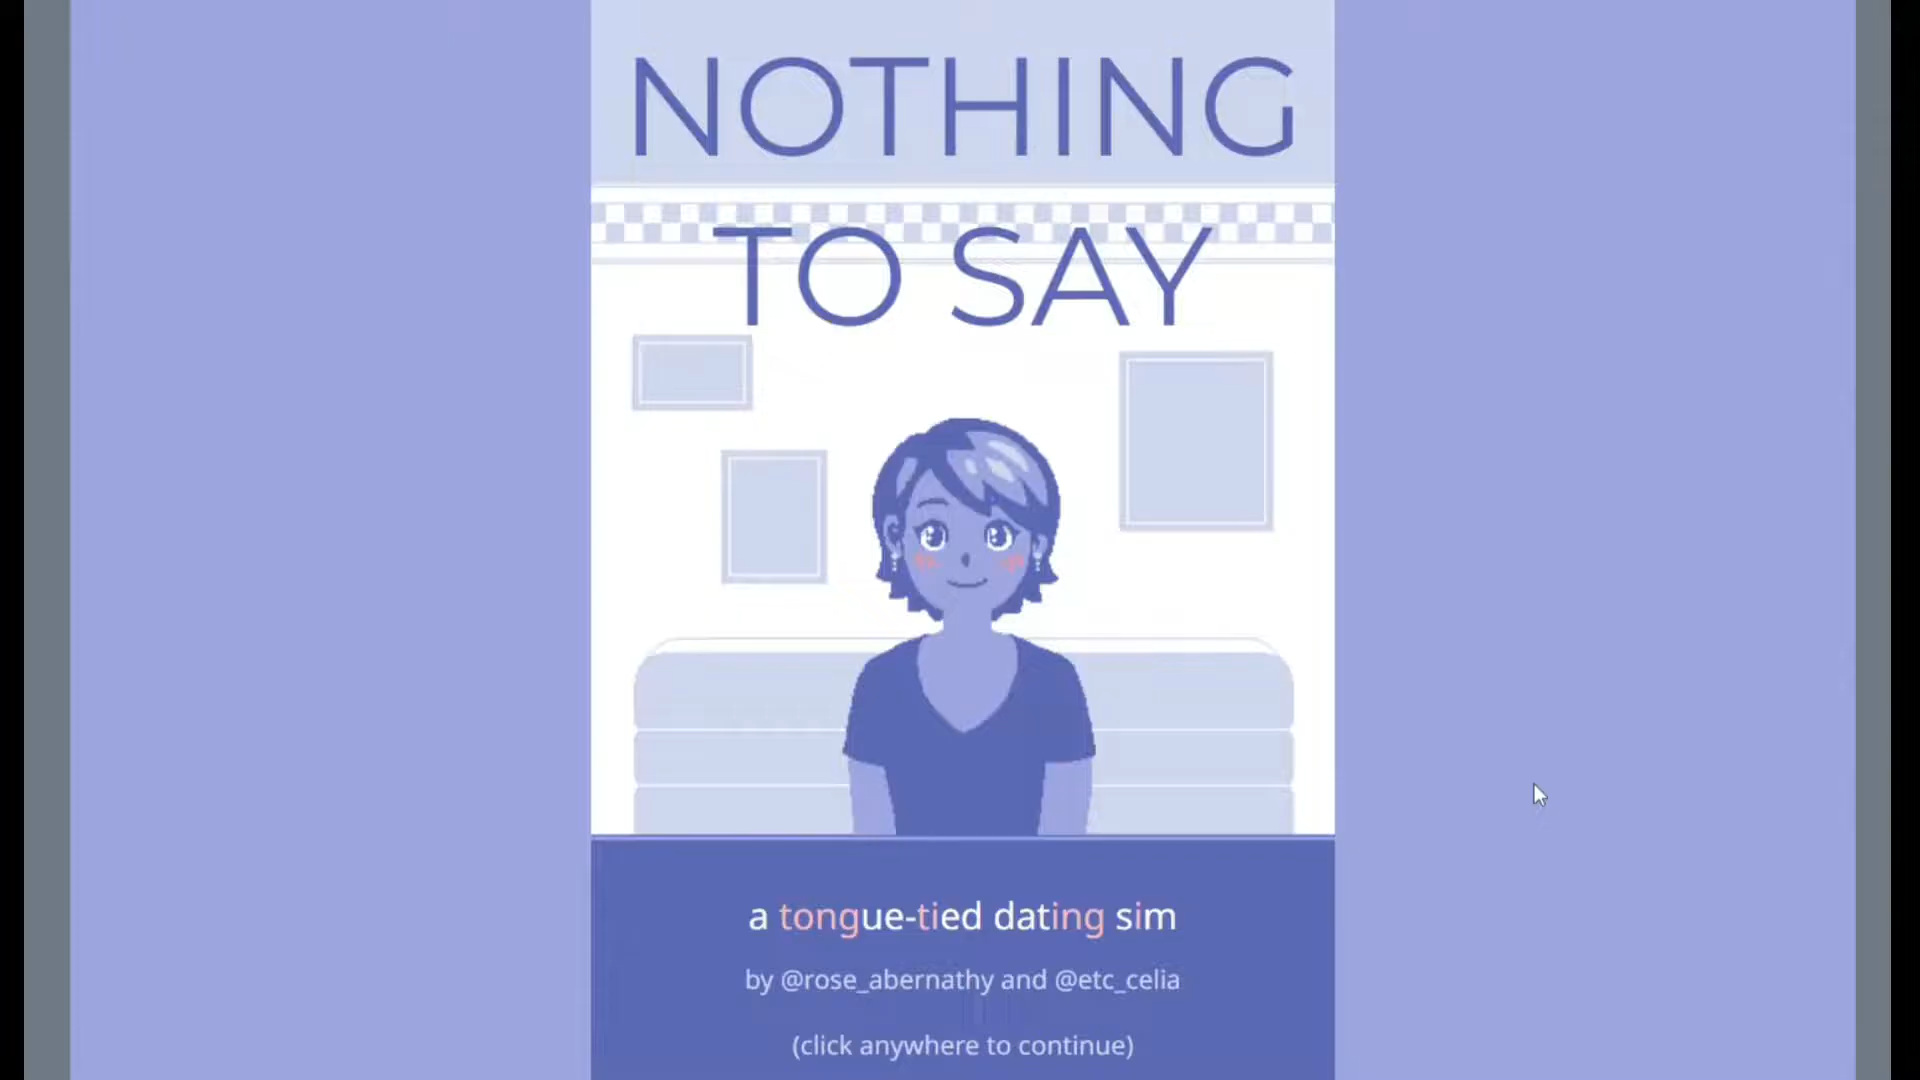 NOTHING
TO SAY
a tongue-tied dating sim
by @rose_abernathy and @etc_celia
(click anywhere to continue)